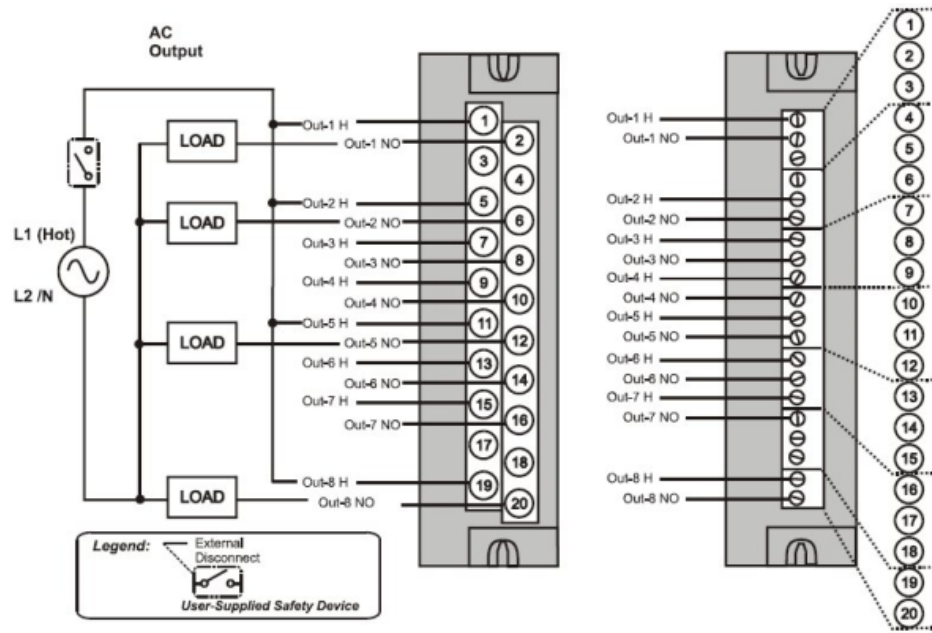 AC
Output
L1 (Hot)
L2 /N
LOAD
LOAD
LOAD
LOAD
Out-1 H
Out-1 NO
Out-2 H
Out-2 NO
Out-3 H
Out-3 NO
Out-4 H
Out-4 NO
Out-5 H
Out-5 NO
Out-6 H
Out-6 NO
Out-7 H
Out-7 NO
Out-8 H
Out-8 NO
1
2
3
4
5
6
7
8
9
10
11
12
13
14
15
16
17
18
19
20
Legend:
External
Disconnect
User-Supplied Safety Device
Out-1 H
Out-1 NO
Out-2 H
Out-2 NO
Out-3 H
Out-3 NO
Out-4 H
Out-4 NO
Out-5 H
Out-5 NO
Out-6 H
Out-6 NO
Out-7 H
Out-7 NO
Out-8 H
Out-8 NO
1
2
3
4
5
6
7
8
9
10
11
12
13
14
15
16
17
18
19
20